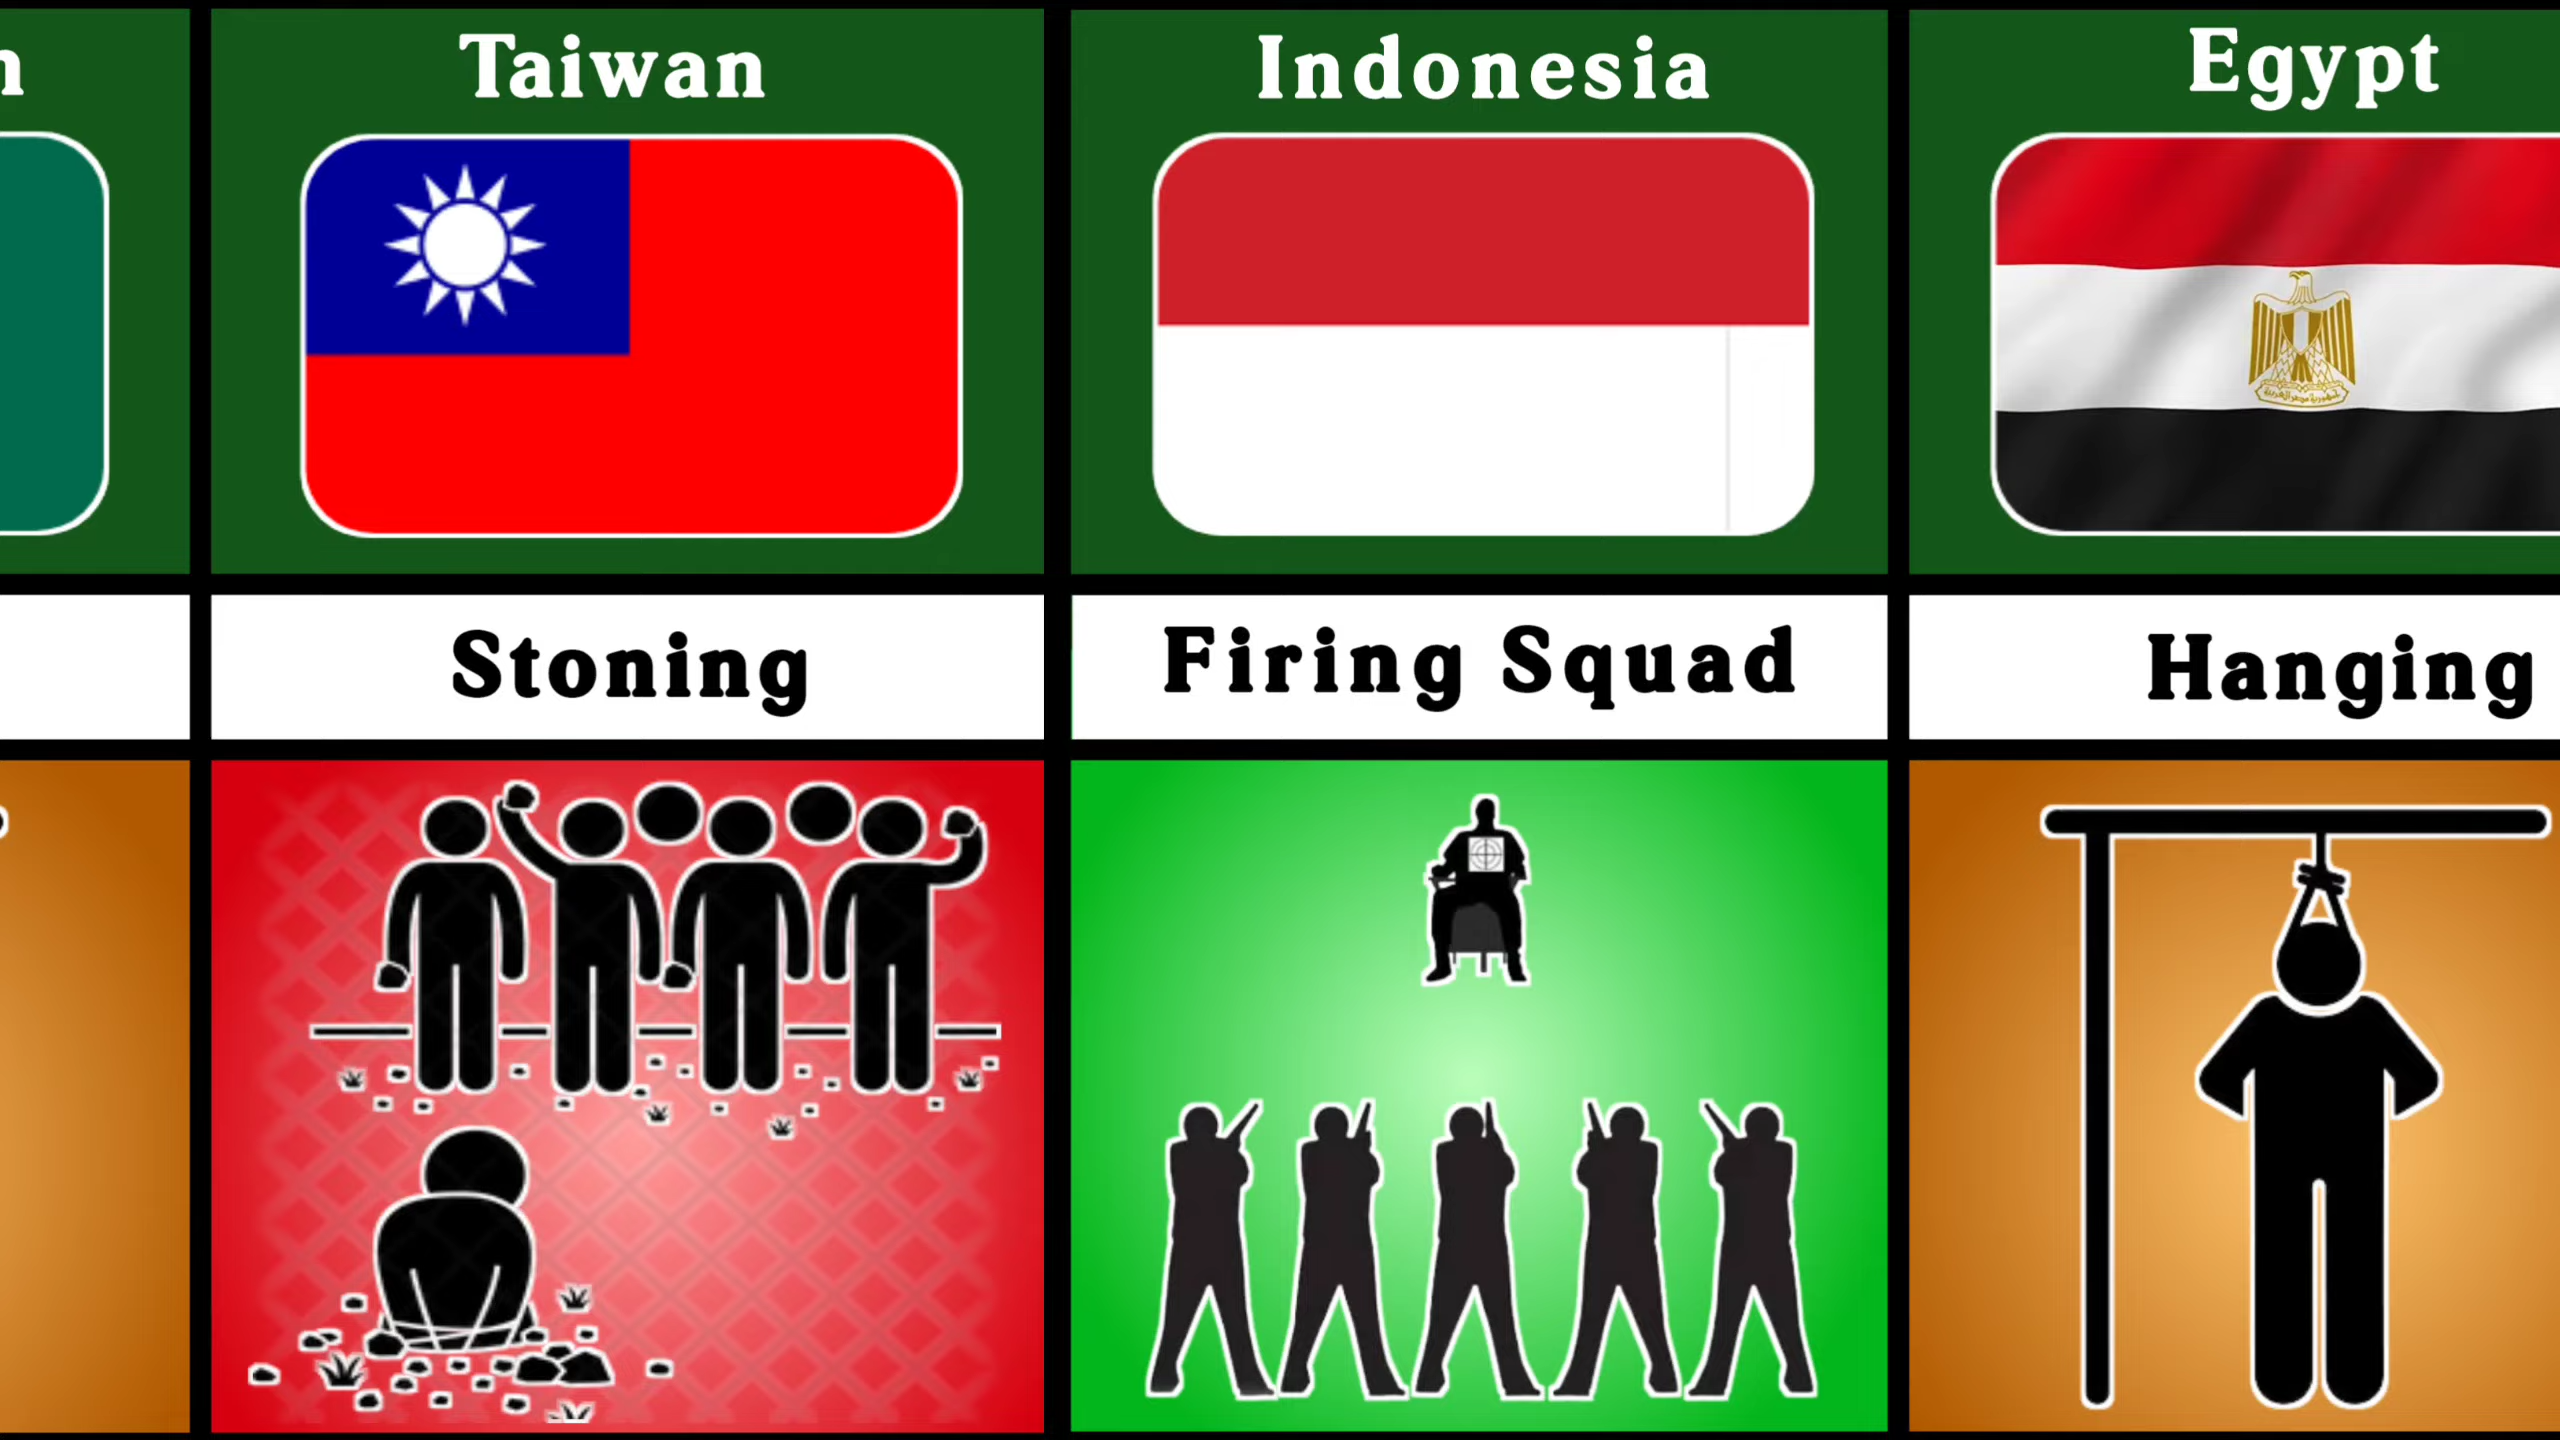 n
Taiwan
Indonesia
Egypt
Stoning
Firing Squad
Hanging